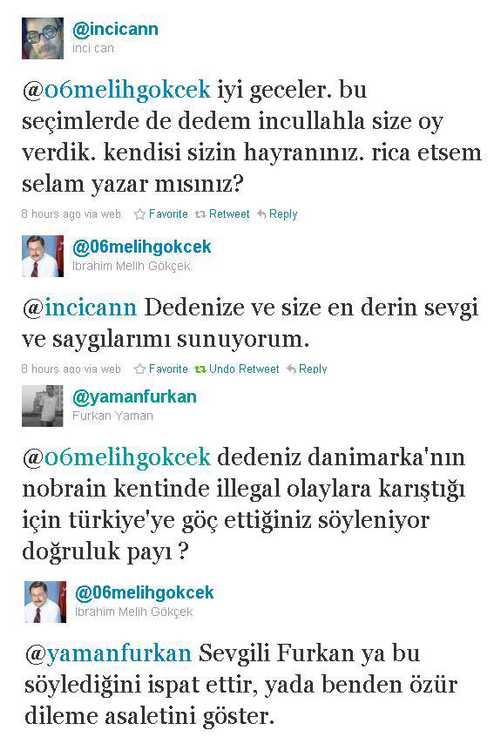 @incicann
inci can
@06melihgokcek iyi geceler. bu
seçimlerde de dedem incullahla size oy
verdik. kendisi sizin hayranınız. rica etsem
selam yazar mısınız?
8 hours ago via web Favorite Retweet Reply
@06melihgokcek
İbrahim Melih Gökçek
@incicann Dedenize ve size en derin sevgi
ve saygılarımı sunuyorum.
8 hours ago via web Favorite Undo Retweet Reply
@yamanfurkan
Furkan Yaman
@06melihgokcek dedeniz danimarka'nın
nobrain kentinde illegal olaylara karıştığı
için türkiye'ye göç ettiğiniz söyleniyor
doğruluk payı ?
@06melihgokcek
İbrahim Melih Gökçek
@yamanfurkan Sevgili Furkan ya bu
söylediğini ispat ettir, yada benden özür
dileme asaletini göster.